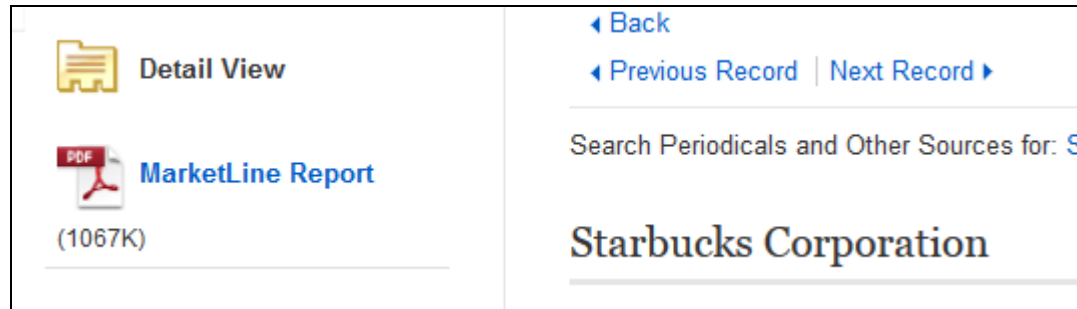 Detail View
PDF
MarketLine Report
(1067K)
Back
Previous Record
Next Record
Search Periodicals and Other Sources for: S
Starbucks Corporation